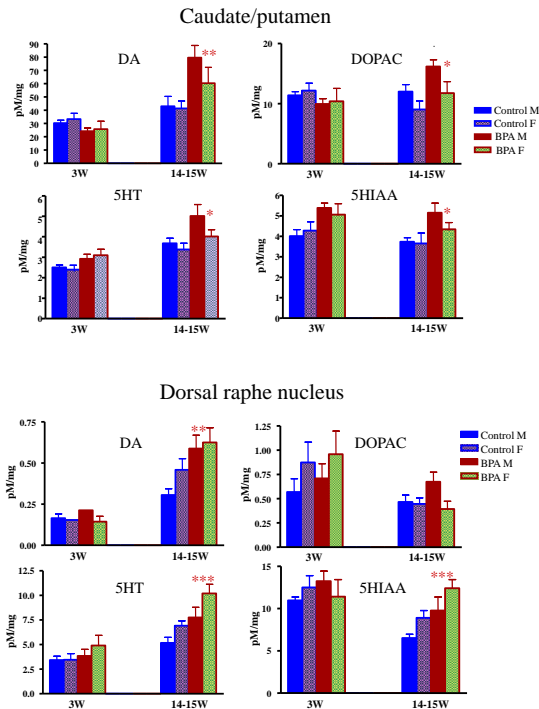 Caudate/putamen
DA
90
80
70
60
50
40
30
20
10
0
pM/mg
**
3W
14-15W
DOPAC
20
10
0
pM/mg
*
3W
14-15W
Control M
Control F
BPA M
BPA F
5HT
6
5
4
3
2
1
0
pM/mg
*
3W
14-15W
5HIAA
6
5
4
3
2
1
0
pM/mg
*
3W
14-15W
Dorsal raphe nucleus
DA
0.75
0.50
0.25
0.00
pM/mg
**
3W
14-15W
DOPAC
1.25
1.00
0.75
0.50
0.25
0.00
pM/mg
3W
14-15W
Control M
Control F
BPA M
BPA F
5HT
12.5
10.0
7.5
5.0
2.5
0.0
pM/mg
***
3W
14-15W
5HIAA
15
10
5
0
pM/mg
***
3W
14-15W